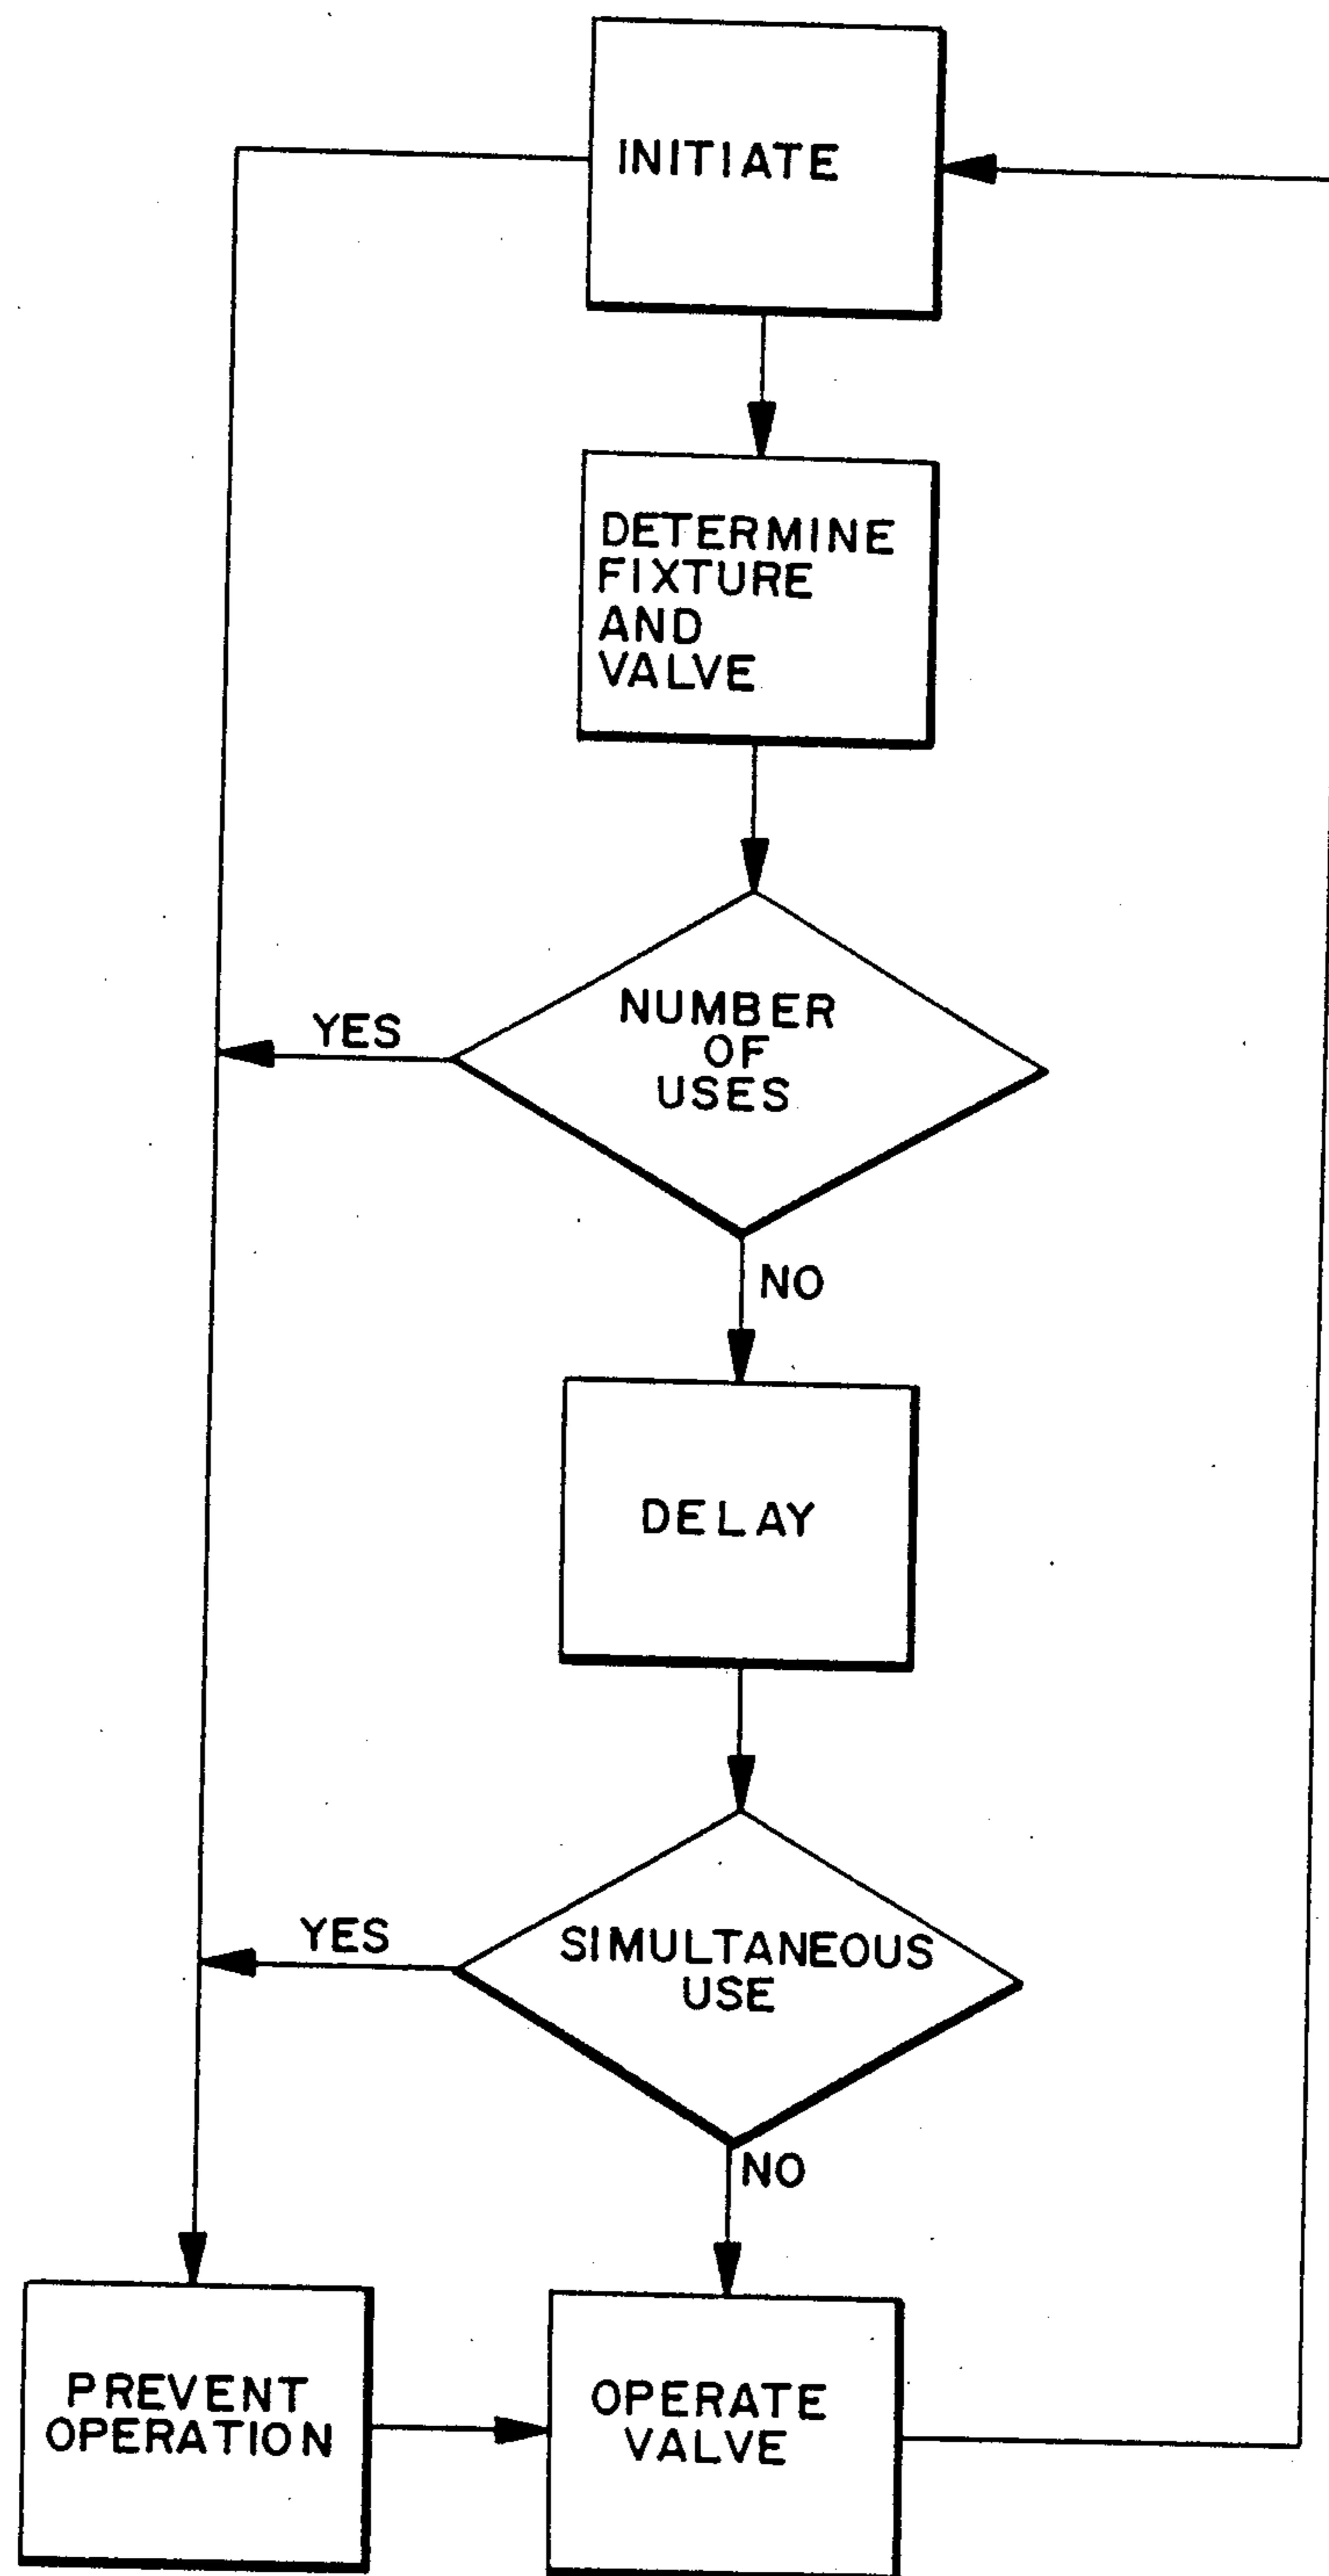 INITIATE
DETERMINE
FIXTURE
AND
VALVE
NUMBER
OF
USES
YES
NO
DELAY
SIMULTANEOUS
USE
YES
NO
PREVENT
OPERATION
OPERATE
VALVE